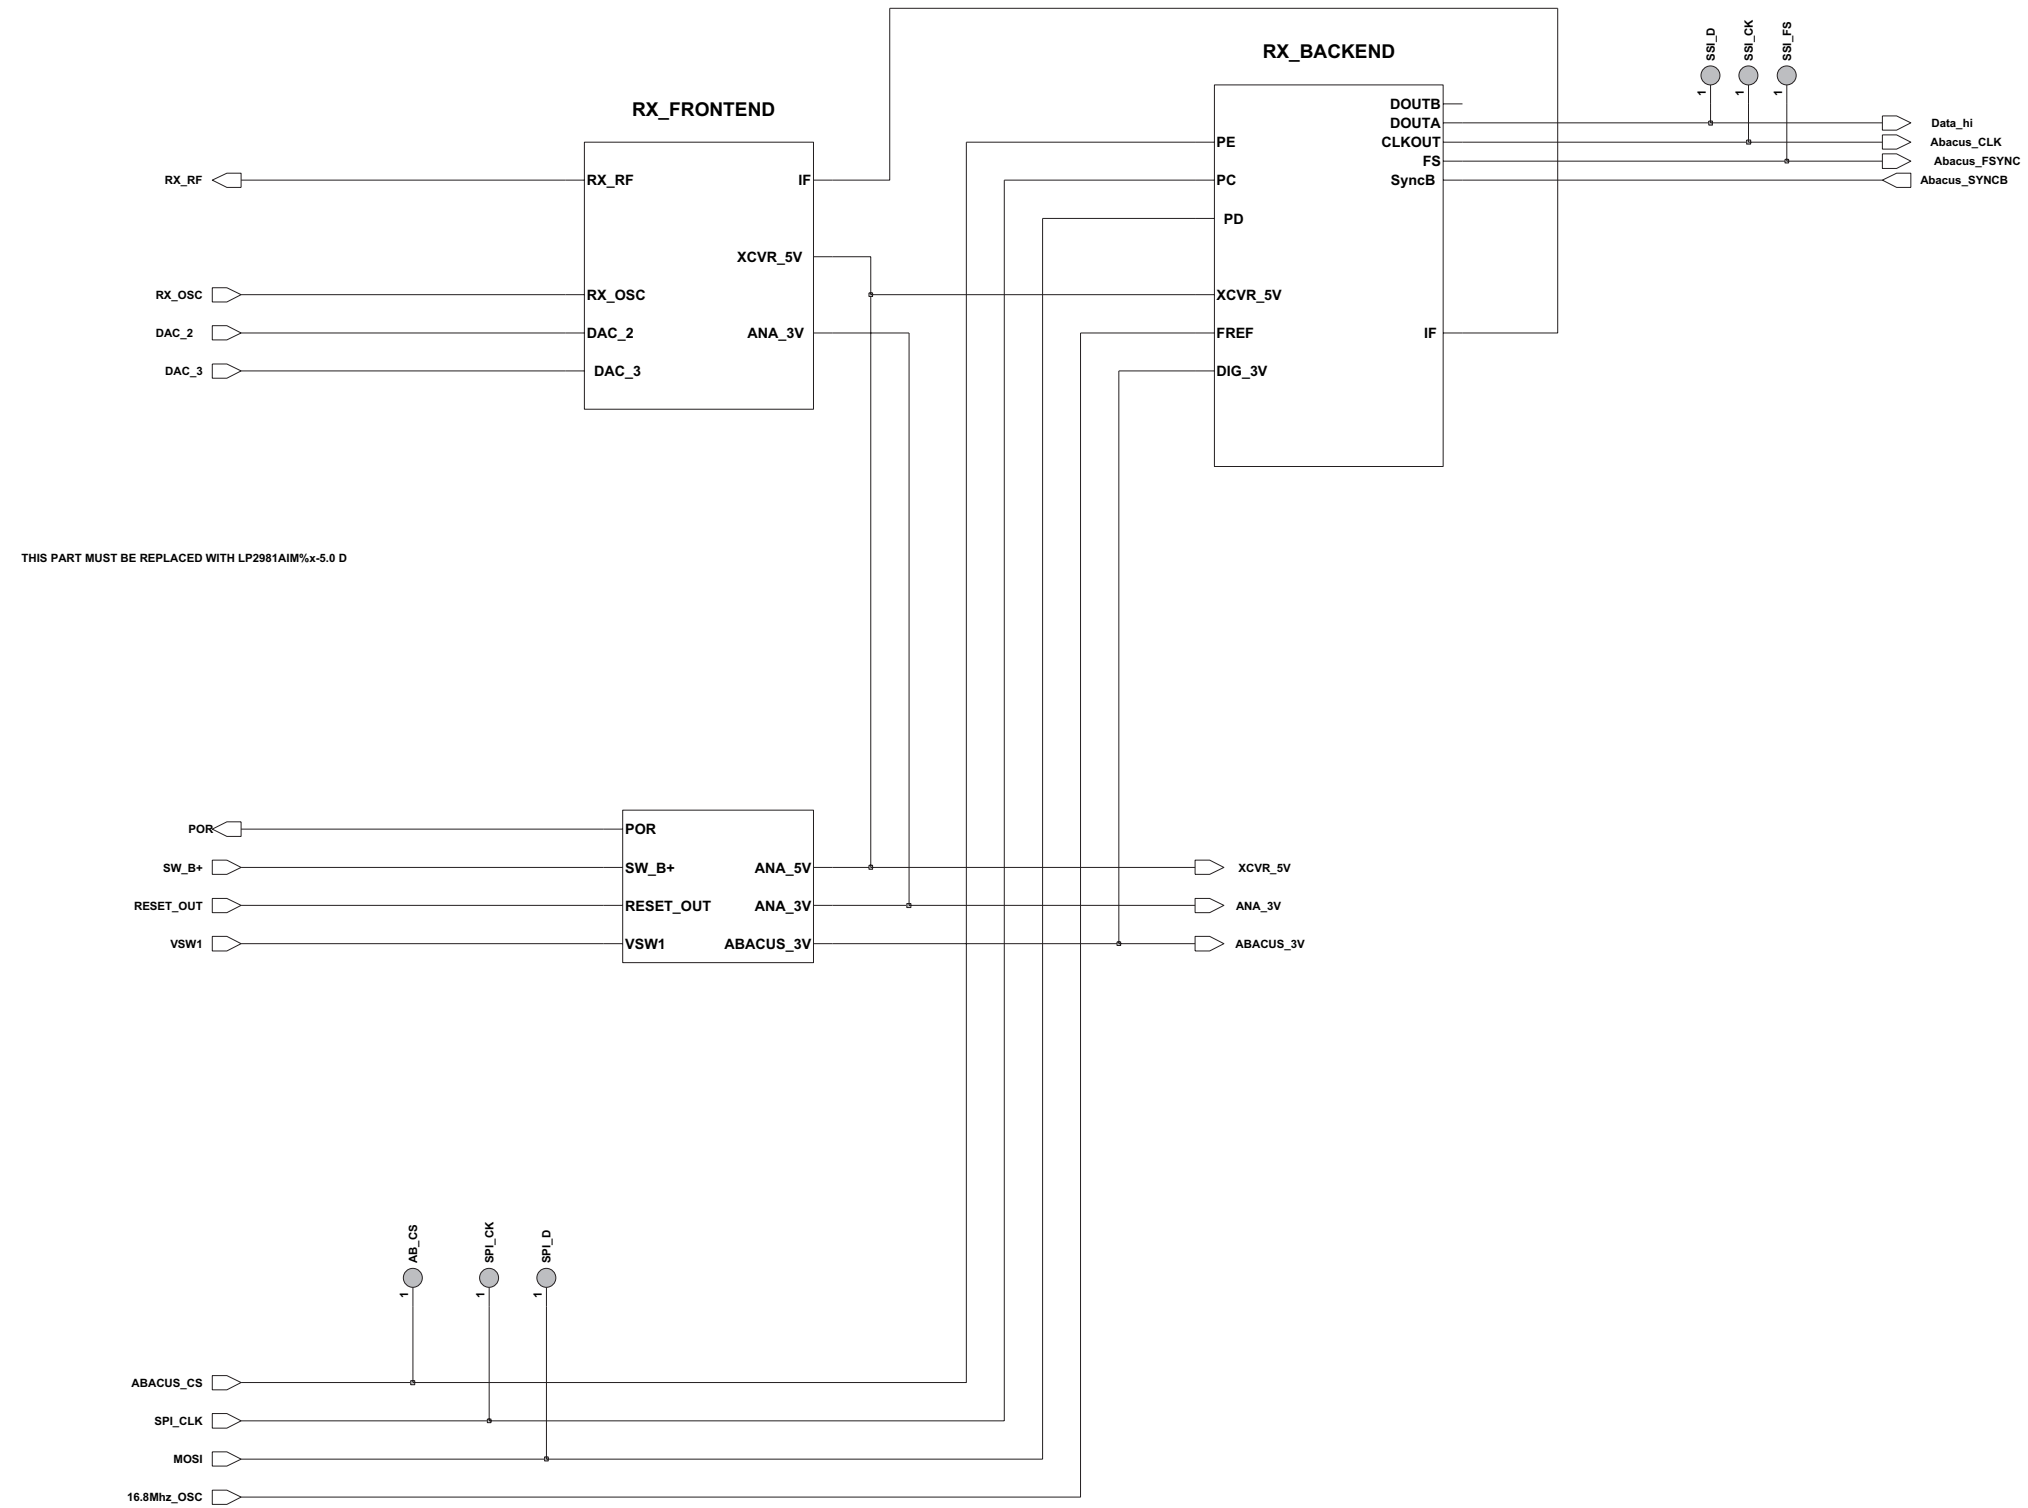 SSI_D
SSI_CK
SSI_FS
1
1
1
RX_BACKEND
DOUTB
DOUTA
CLKOUT
FS
SyncB
PE
PC
PD
XCVR_5V
FREF
DIG_3V
IF
Data_hi
Abacus_CLK
Abacus_FSYNC
Abacus_SYNCB
RX_FRONTEND
RX_RF
RX_RF
IF
XCVR_5V
RX_OSC
RX_OSC
DAC_2
DAC_2
ANA_3V
DAC_3
DAC_3
THIS PART MUST BE REPLACED WITH LP2981AIM%x-5.0 D
POR
POR
SW_B+
SW_B+
ANA_5V
XCVR_5V
RESET_OUT
RESET_OUT
ANA_3V
ANA_3V
VSW1
VSW1
ABACUS_3V
ABACUS_3V
AB_CS
SPI_CK
SPI_D
1
1
1
ABACUS_CS
SPI_CLK
MOSI
16.8Mhz_OSC